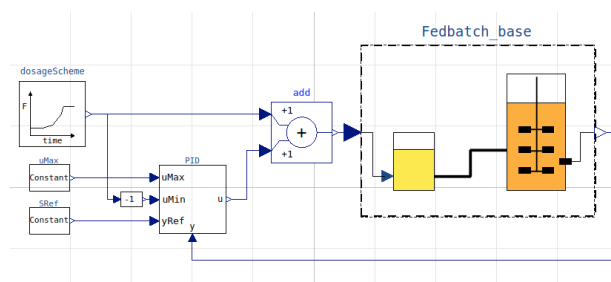 Fedbatch_base
dosageScheme
F
time
add
+1
+
+1
uMax
Constant
SRef
Constant
-1
PID
uMax
uMin
yRef
u
y